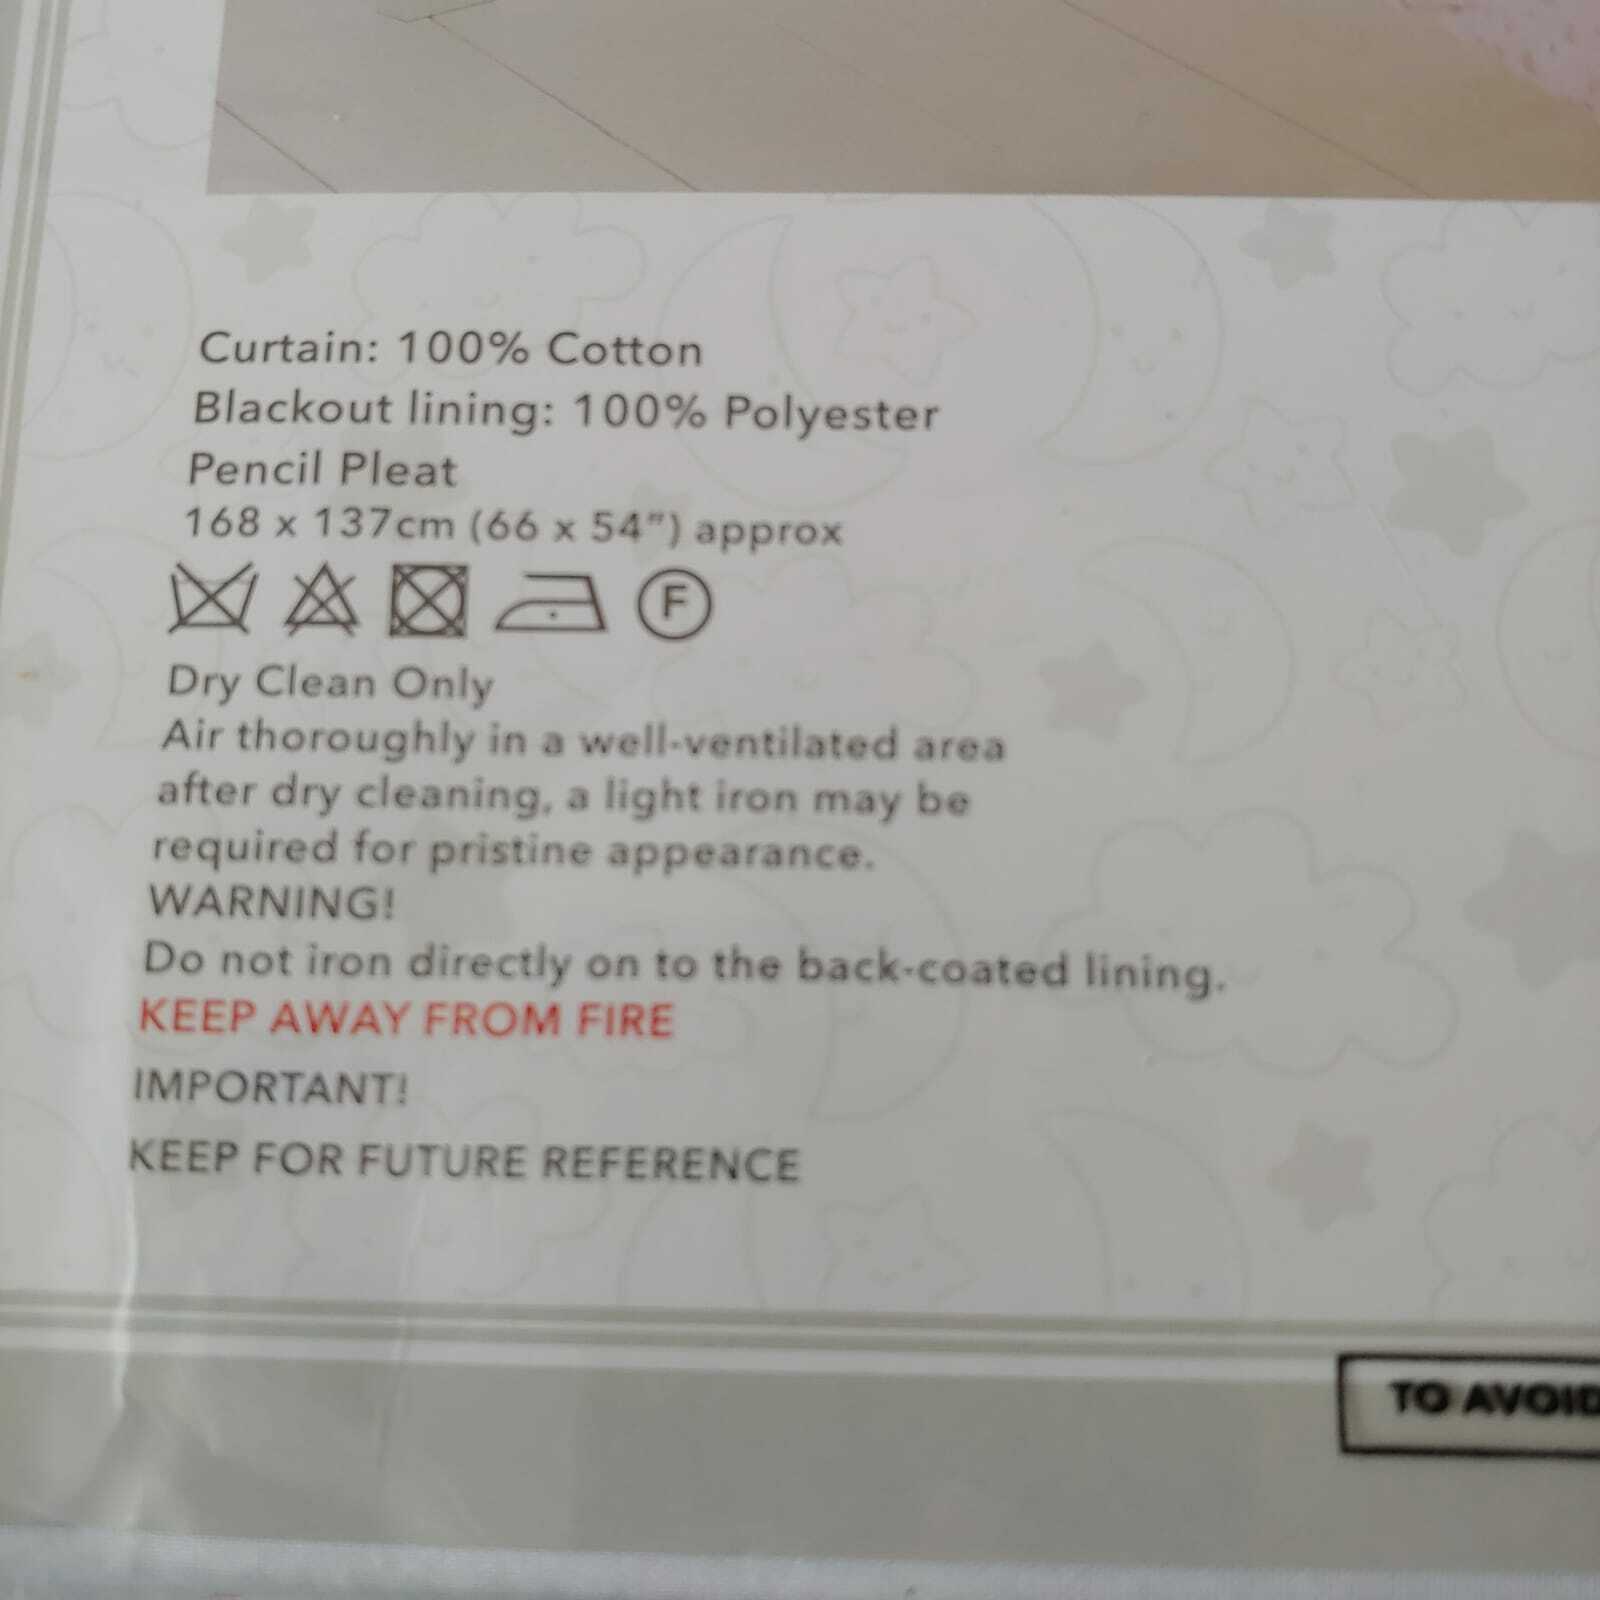 Curtain: 100% Cotton
Blackout lining: 100% Polyester
Pencil Pleat
168 x 137cm (66 x 54") approx
F
Dry Clean Only
Air thoroughly in a well-ventilated area
after dry cleaning, a light iron may be
required for pristine appearance.
WARNING!
Do not iron directly on to the back-coated lining.
KEEP AWAY FROM FIRE
IMPORTANT!
KEEP FOR FUTURE REFERENCE
TO AVOID